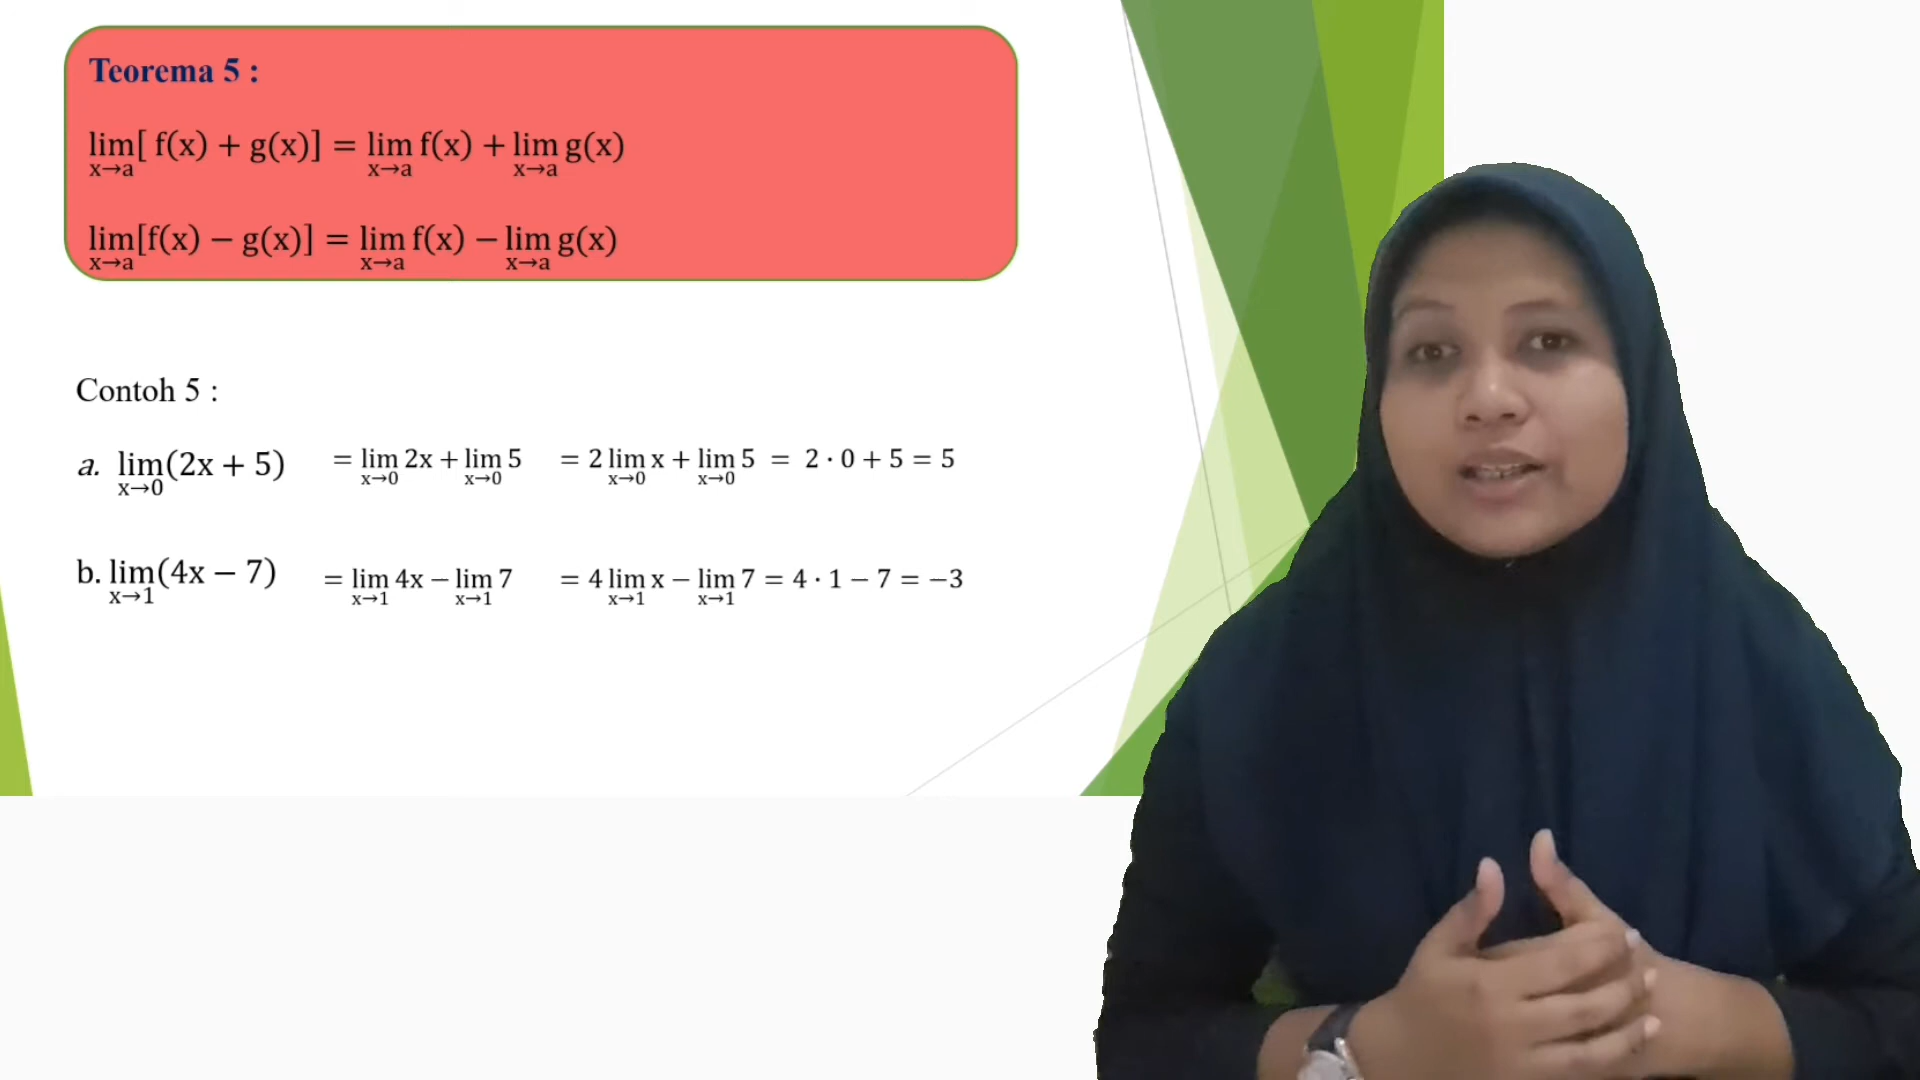 Teorema 5 :
lim[ f(x) + g(x)] = lim f(x) + lim g(x)
x→a x→a x→a
lim[f(x) − g(x)] = lim f(x) − lim g(x)
x→a x→a x→a
Contoh 5 :
a. lim(2x + 5) = lim 2x + lim 5 = 2 lim x + lim 5 = 2 · 0 + 5 = 5
x→0 x→0 x→0 x→0 x→0
b. lim(4x − 7) = lim 4x − lim 7 = 4 lim x − lim 7 = 4 · 1 − 7 = −3
x→1 x→1 x→1 x→1 x→1